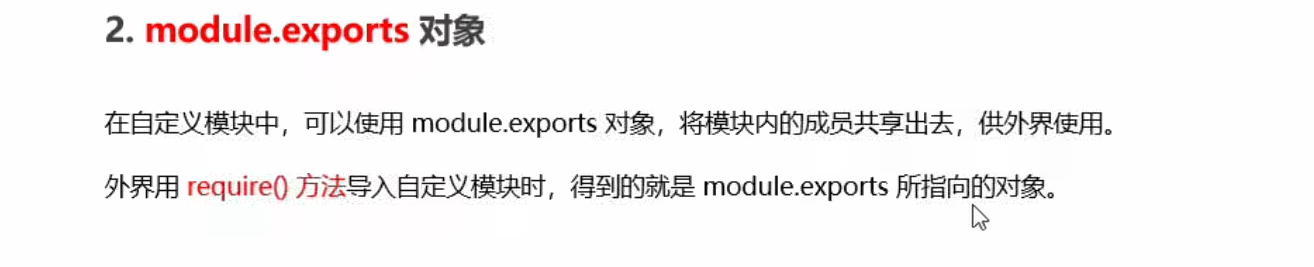 2. module.exports 对象
在自定义模块中，可以使用 module.exports 对象，将模块内的成员共享出去，供外界使用。
外界用 require() 方法导入自定义模块时，得到的就是 module.exports 所指向的对象。